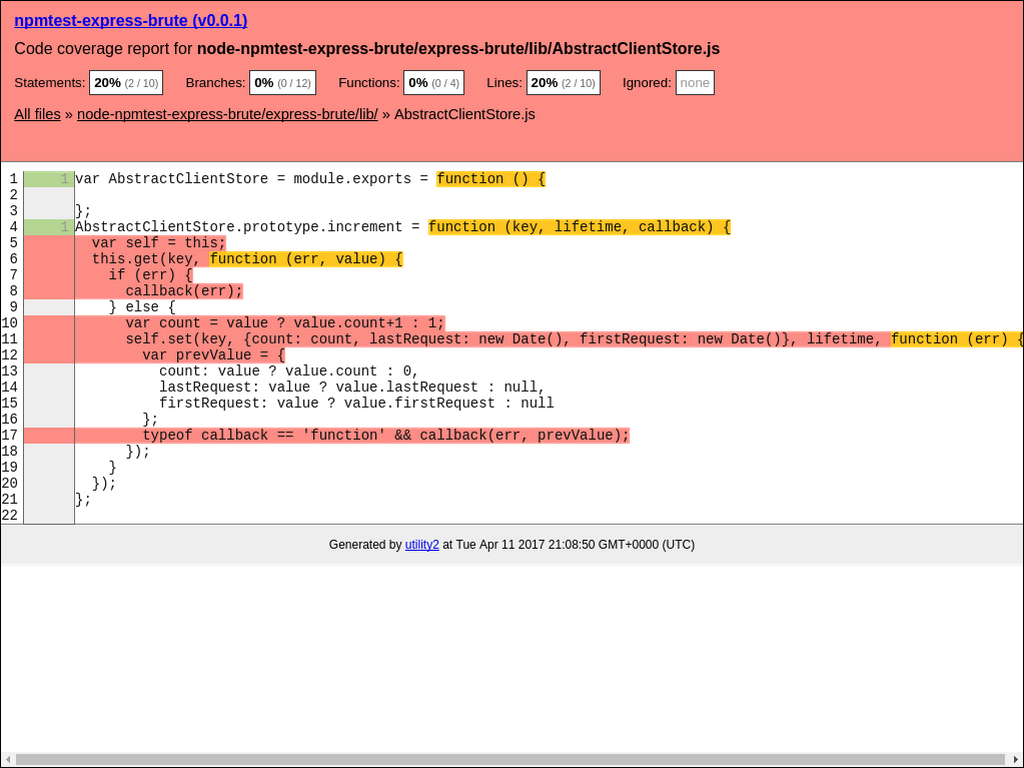 npmtest-express-brute (v0.0.1)
Code coverage report for node-npmtest-express-brute/express-brute/lib/AbstractClientStore.js
Statements: 20% (2 / 10) Branches: 0% (0 / 12) Functions: 0% (0 / 4) Lines: 20% (2 / 10) Ignored: none
All files » node-npmtest-express-brute/express-brute/lib/ » AbstractClientStore.js
1 1 var AbstractClientStore = module.exports = function () {
2
3 };
4 1 AbstractClientStore.prototype.increment = function (key, lifetime, callback) {
5   var self = this;
6   this.get(key, function (err, value) {
7     if (err) {
8       callback(err);
9     } else {
10       var count = value ? value.count+1 : 1;
11       self.set(key, {count: count, lastRequest: new Date(), firstRequest: new Date()}, lifetime, function (err) {
12         var prevValue = {
13           count: value ? value.count : 0,
14           lastRequest: value ? value.lastRequest : null,
15           firstRequest: value ? value.firstRequest : null
16         };
17         typeof callback == 'function' && callback(err, prevValue);
18       });
19     }
20   });
21 };
22
Generated by utility2 at Tue Apr 11 2017 21:08:50 GMT+0000 (UTC)